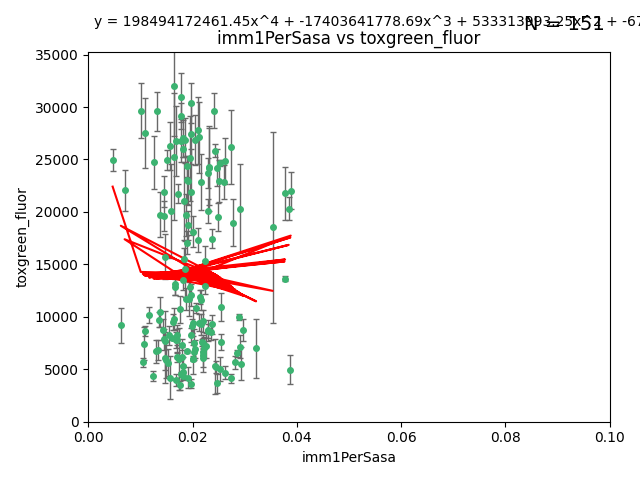 y = 198494172461.45x^4 + -17403641778.69x^3 + 533313993.25x^2 + -67
N = 151
imm1PerSasa vs toxgreen_fluor
toxgreen_fluor
35000
30000
25000
20000
15000
10000
5000
0
0.00 0.02 0.04 0.06 0.08 0.10
imm1PerSasa